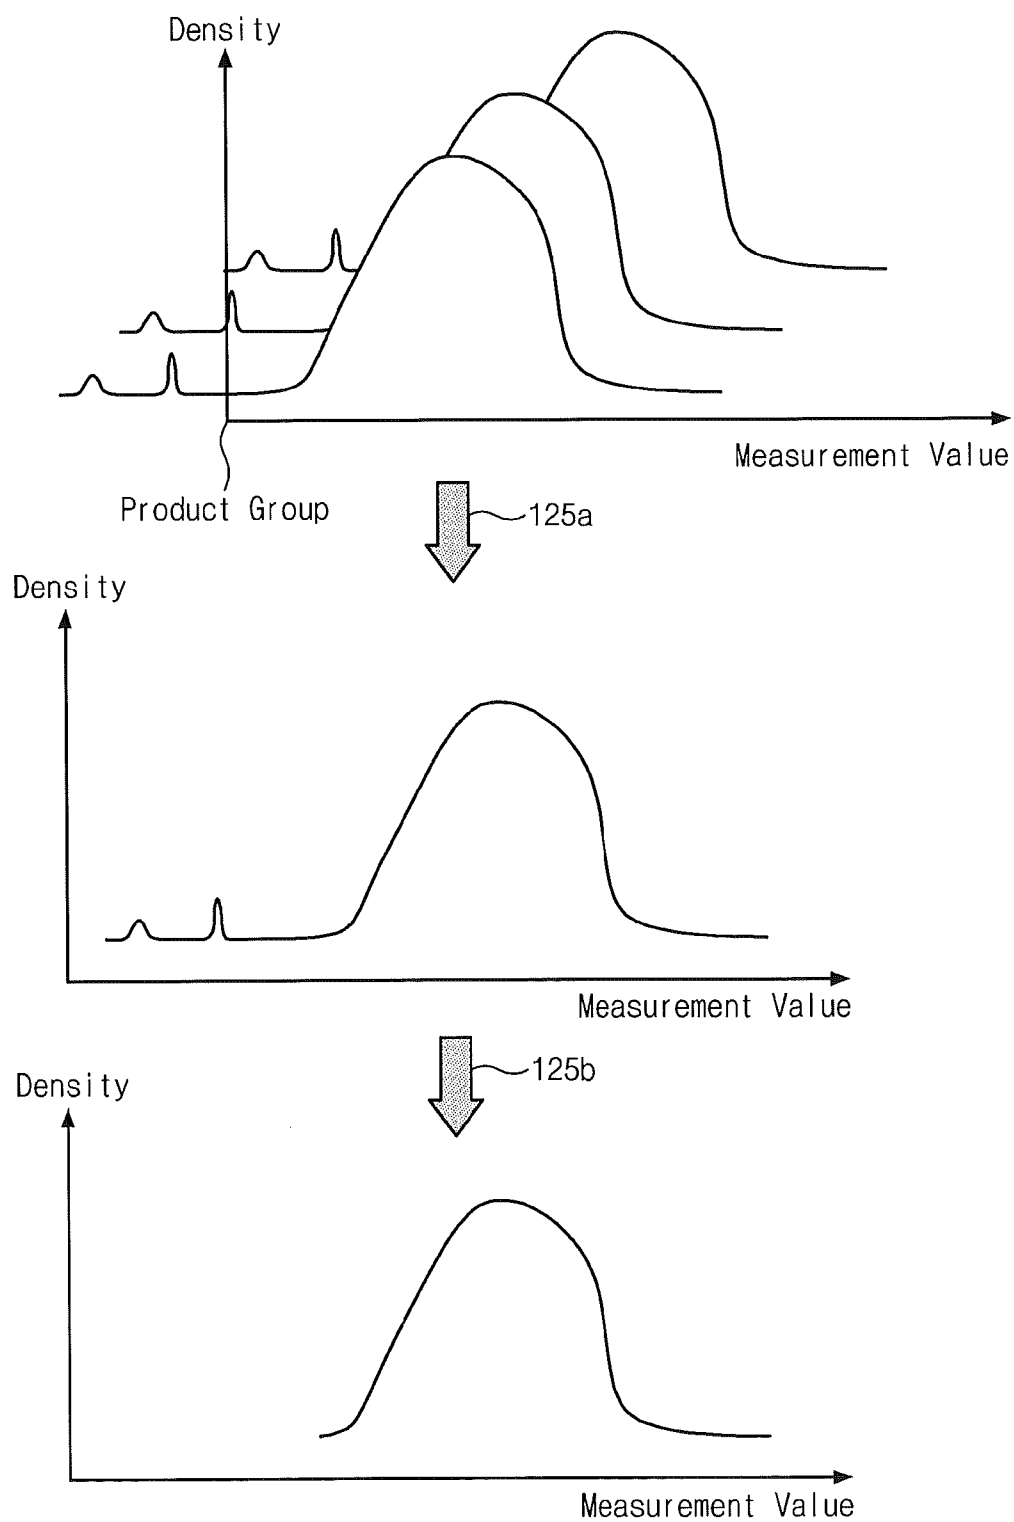 Density
Measurement Value
Product Group
125a
Density
Measurement Value
125b
Density
Measurement Value